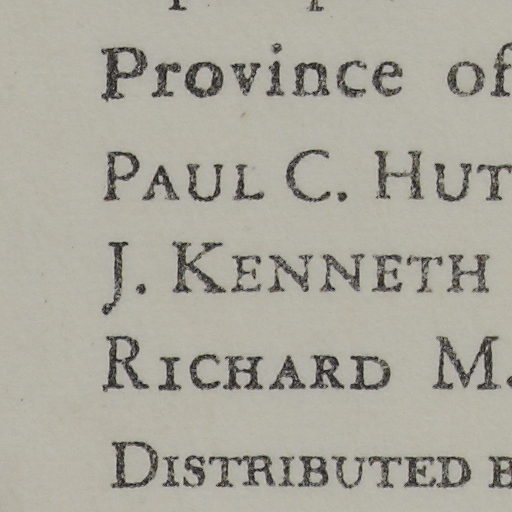 Province of
PAUL C. HUT
J. KENNETH
RICHARD M.
DISTRIBUTED B